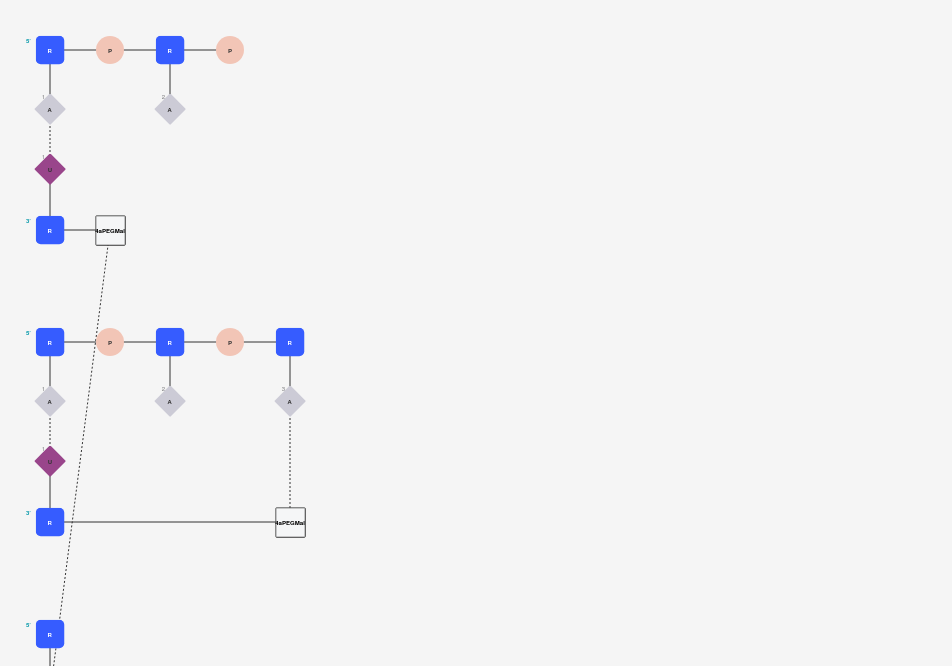 5'
R P R P
1 2
A A
U
3'
R 4aPEGMal
5'
R P R P R
1 2 3
A A A
U
3'
R 4aPEGMal
5'
R